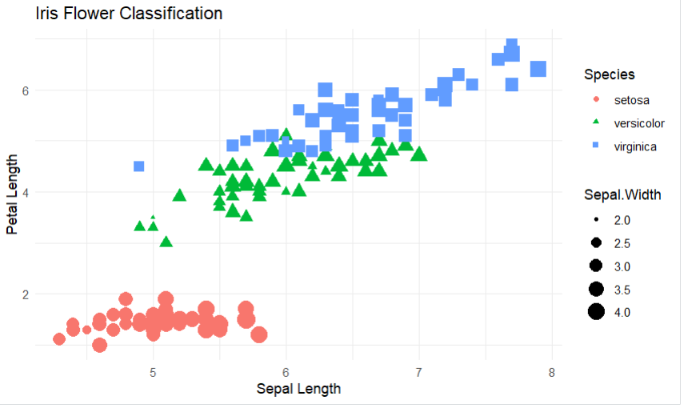 Iris Flower Classification
Petal Length
6
4
2
5
6
7
8
Sepal Length
Species
setosa
versicolor
virginica
Sepal.Width
2.0
2.5
3.0
3.5
4.0